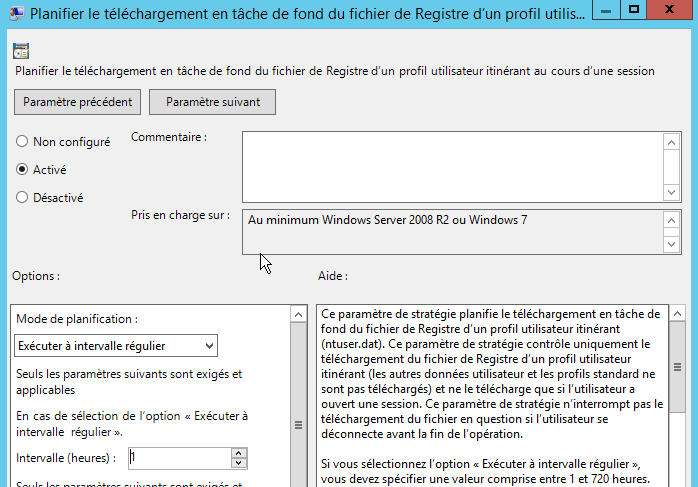 Planifier le téléchargement en tâche de fond du fichier de Registre d'un profil utilis...
Planifier le téléchargement en tâche de fond du fichier de Registre d'un profil utilisateur itinérant au cours d'une session
Paramètre précédent
Paramètre suivant
Non configuré
Commentaire :
Activé
Désactivé
Pris en charge sur :
Au minimum Windows Server 2008 R2 ou Windows 7
Options :
Aide :
Mode de planification :
Exécuter à intervalle régulier
Seuls les paramètres suivants sont exigés et
applicables
En cas de sélection de l'option « Exécuter à
intervalle régulier ».
Intervalle (heures) :
1
Seuls les paramètres suivants sont exigés et
Ce paramètre de stratégie planifie le téléchargement en tâche de
fond du fichier de Registre d'un profil utilisateur itinérant
(ntuser.dat). Ce paramètre de stratégie contrôle uniquement le
téléchargement du fichier de Registre d'un profil utilisateur
itinérant (les autres données utilisateur et les profils standard ne
sont pas téléchargés) et ne le télécharge que si l'utilisateur a
ouvert une session. Ce paramètre de stratégie n'interrompt pas le
téléchargement du fichier en question si l'utilisateur se
déconnecte avant la fin de l'opération.
Si vous sélectionnez l'option « Exécuter à intervalle régulier »,
vous devez spécifier une valeur comprise entre 1 et 720 heures.